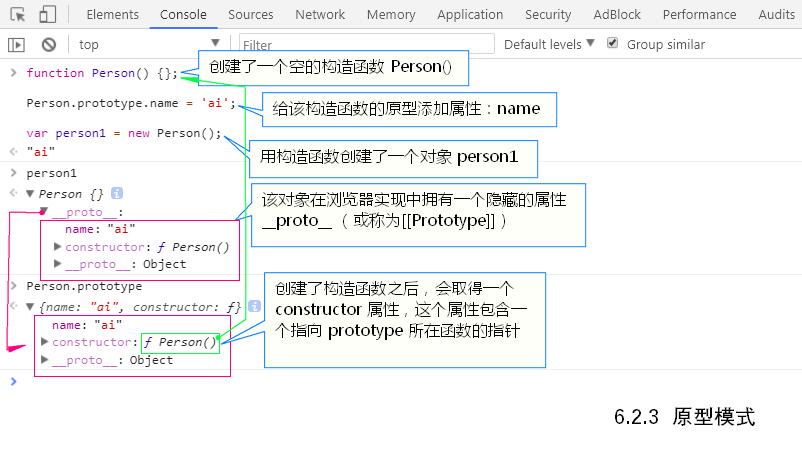 Elements Console Sources Network Memory Application Security AdBlock Performance Audits
top Filter Default levels Group similar
function Person() {};
创建了一个空的构造函数 Person()
Person.prototype.name = 'ai';
给该构造函数的原型添加属性：name
var person1 = new Person();
"ai"
用构造函数创建了一个对象 person1
person1
Person {}
__proto__:
name: "ai"
constructor: ƒ Person()
__proto__: Object
该对象在浏览器实现中拥有一个隐藏的属性
__proto__ （ 或称为[[Prototype]] ）
Person.prototype
{name: "ai", constructor: ƒ}
name: "ai"
constructor: ƒ Person()
__proto__: Object
创建了构造函数之后，会取得一个
constructor 属性，这个属性包含一
个指向 prototype 所在函数的指针
6.2.3 原型模式